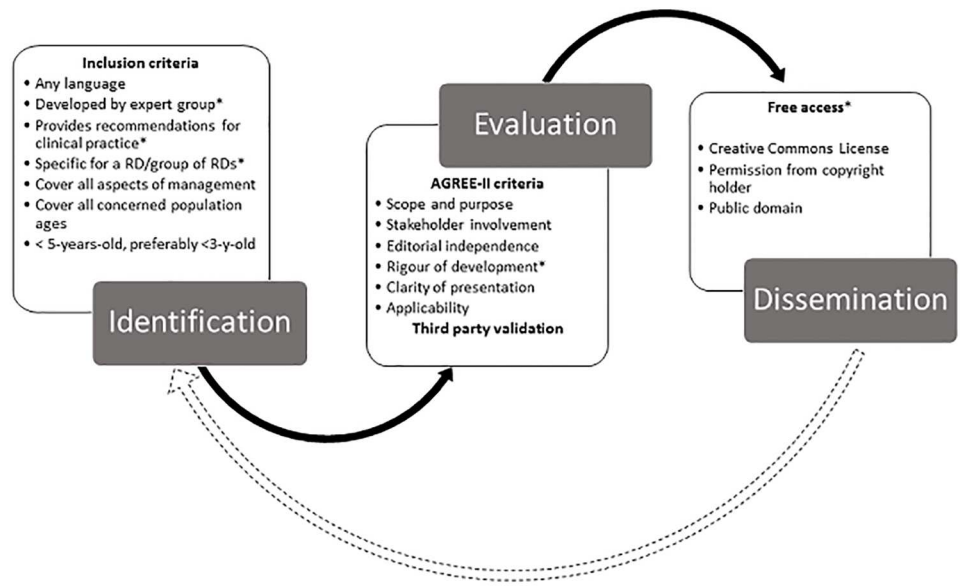 Inclusion criteria
• Any language
• Developed by expert group*
• Provides recommendations for
clinical practice*
• Specific for a RD/group of RDs*
• Cover all aspects of management
• Cover all concerned population
ages
• < 5-years-old, preferably <3-y-old
Identification
Evaluation
AGREE-II criteria
• Scope and purpose
• Stakeholder involvement
• Editorial independence
• Rigour of development*
• Clarity of presentation
• Applicability
Third party validation
Free access*
• Creative Commons License
• Permission from copyright
holder
• Public domain
Dissemination